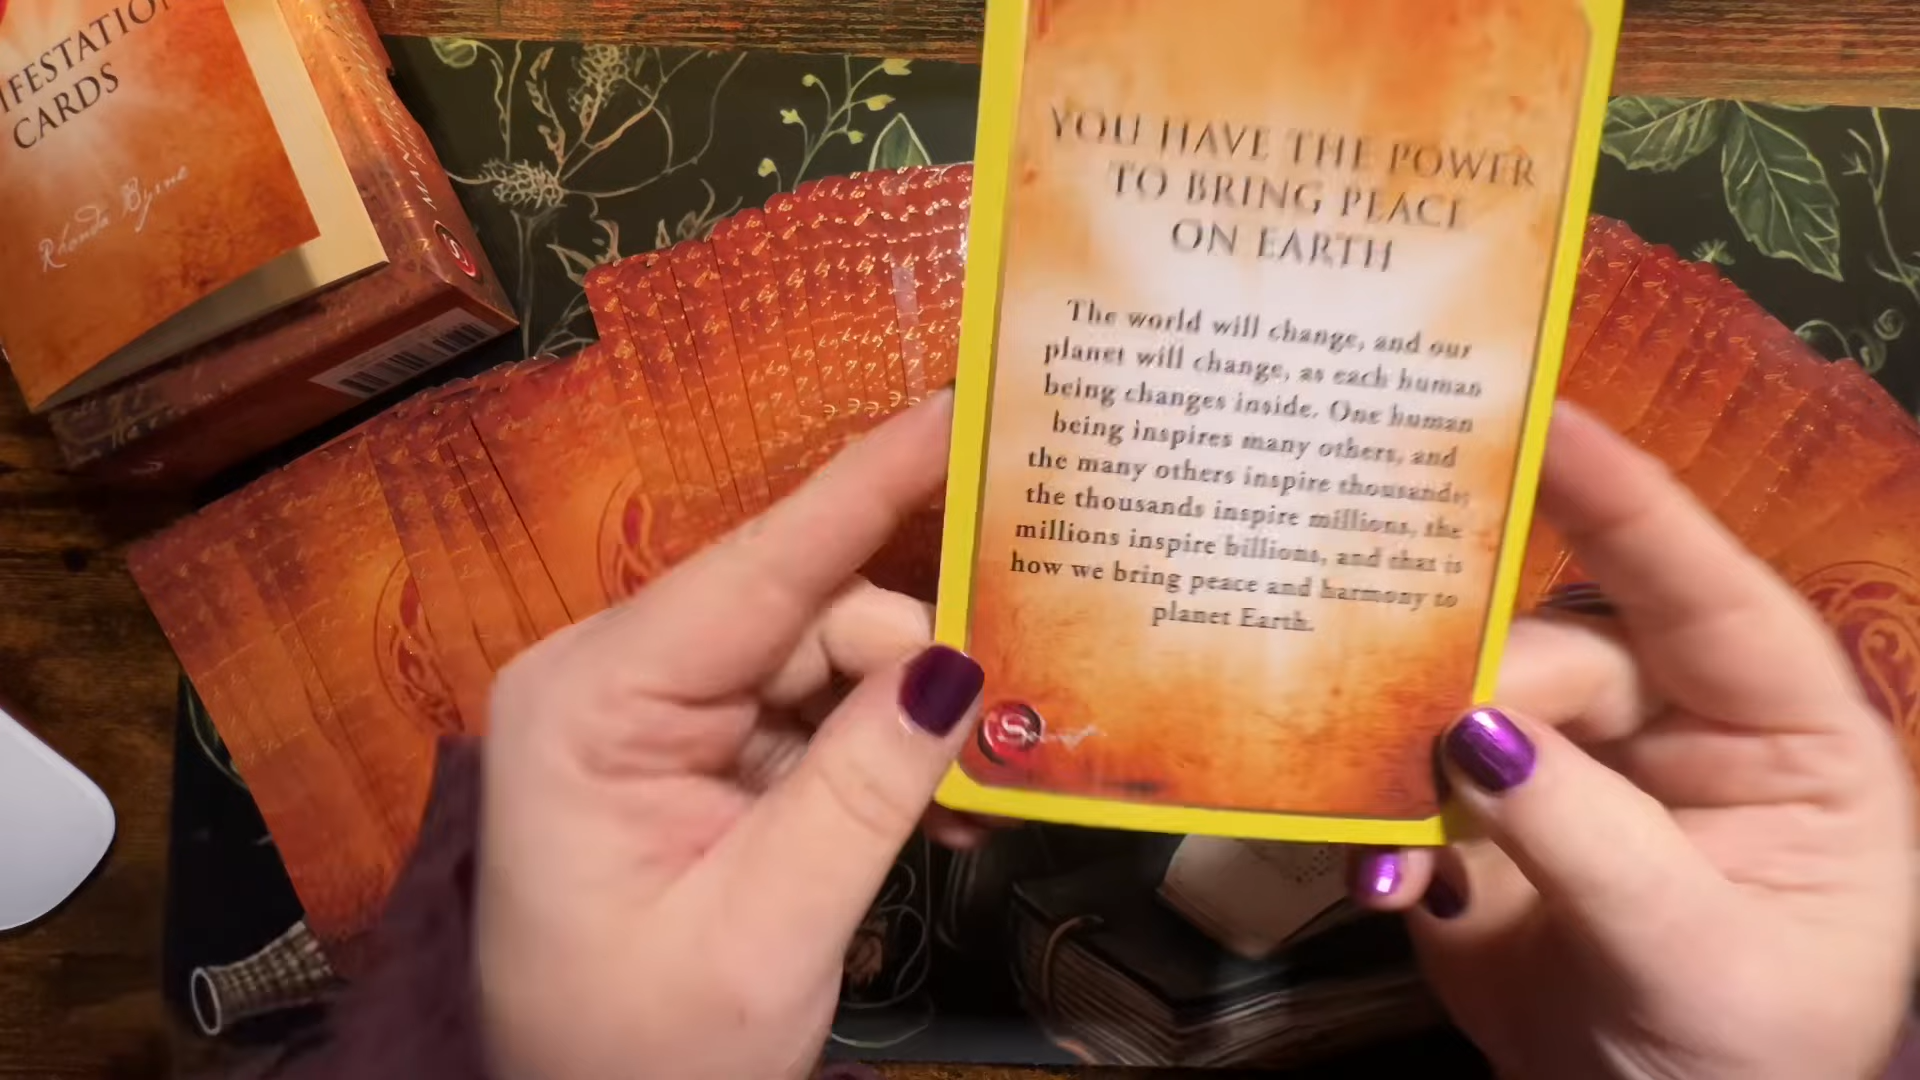 IFESTATION
CARDS
Rhonda Byrne
YOU HAVE THE POWER
TO BRING PEACE
ON EARTH
The world will change, and our
planet will change, as each human
being changes inside. One human
being inspires many others, and
the many others inspire thousands;
the thousands inspire millions, the
millions inspire billions, and that is
how we bring peace and harmony to
planet Earth.